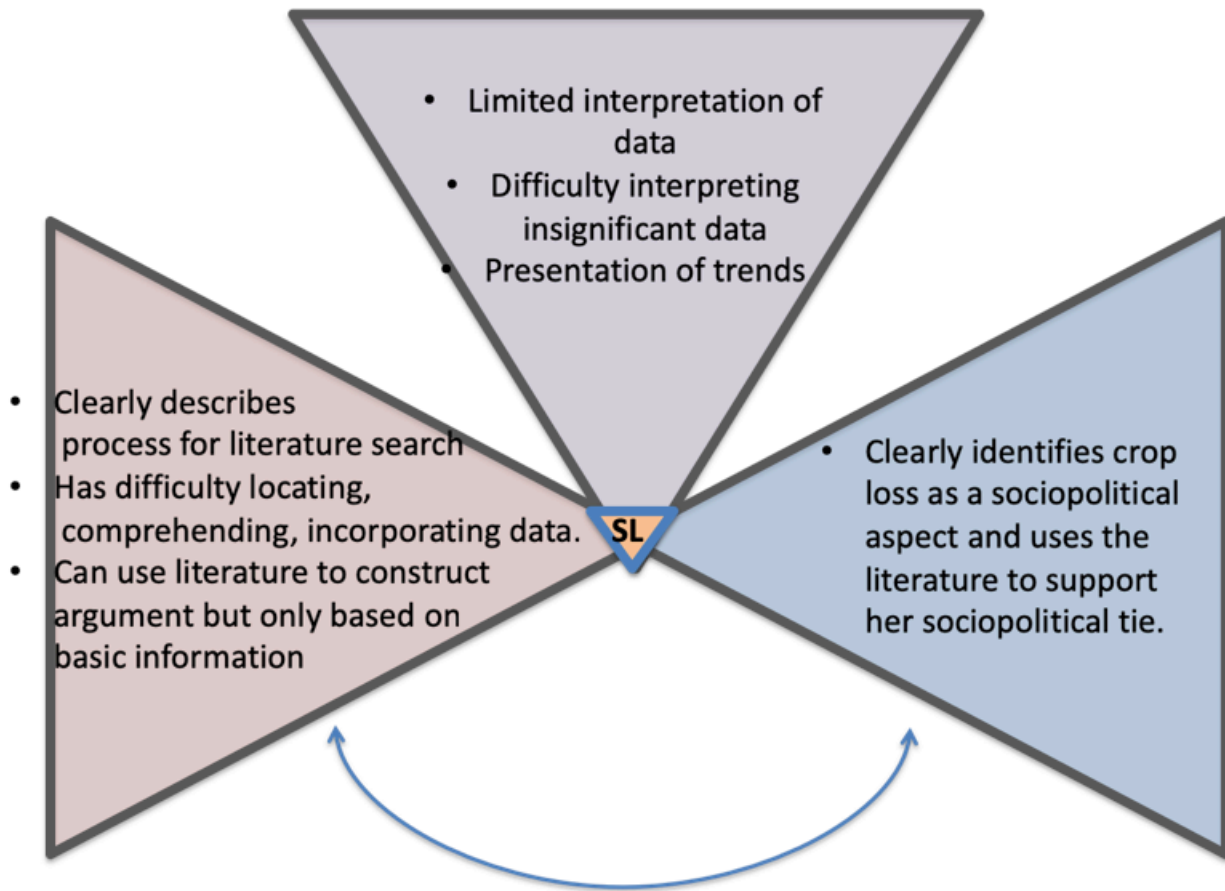 • Limited interpretation of
data
• Difficulty interpreting
insignificant data
• Presentation of trends
• Clearly describes
process for literature search
• Has difficulty locating,
comprehending, incorporating data.
• Can use literature to construct
argument but only based on
basic information
SL
• Clearly identifies crop
loss as a sociopolitical
aspect and uses the
literature to support
her sociopolitical tie.